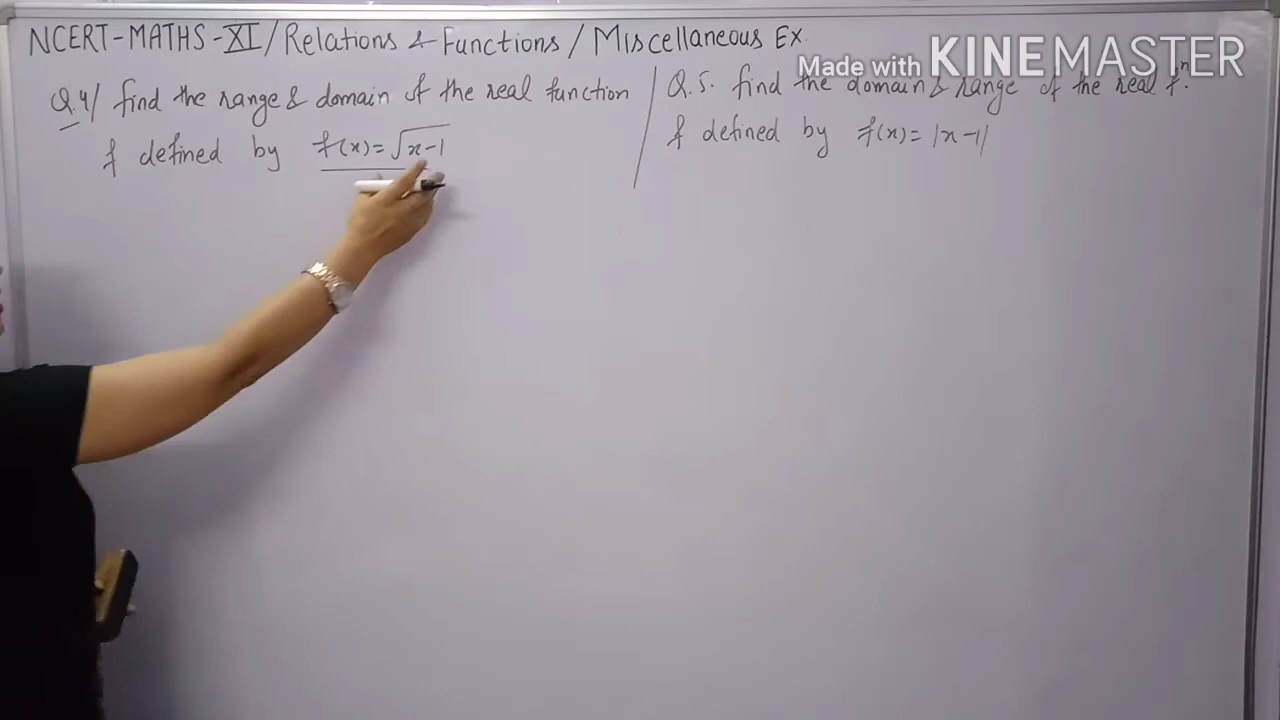 NCERT-MATHS-XI/Relations & Functions/Miscellaneous Ex.
Made with KINEMASTER
Q.4/ find the range & domain of the real function
f defined by f(x)=√x-1
Q.5. find the domain & range of the real fⁿ.
f defined by f(x)= |x-1|